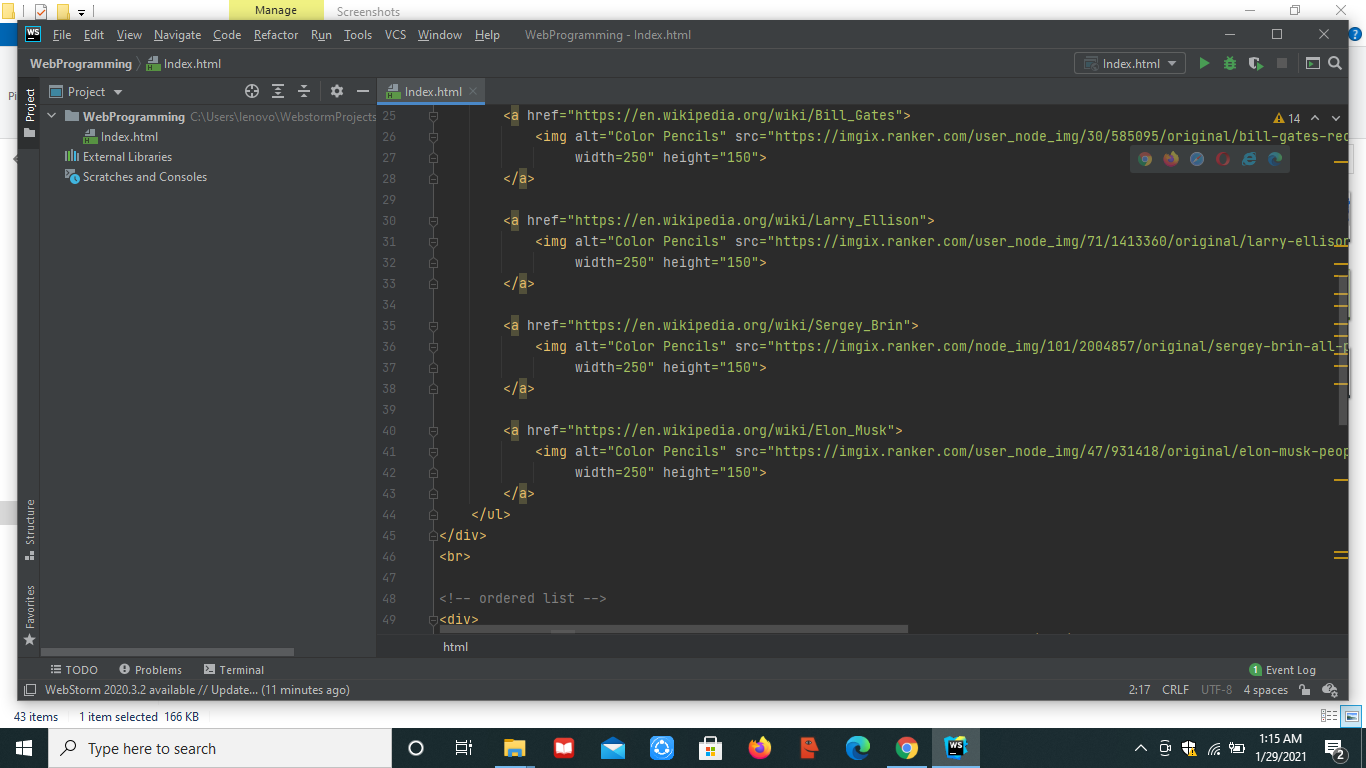 Manage
Screenshots
WS File Edit View Navigate Code Refactor Run Tools VCS Window Help WebProgramming - Index.html
WebProgramming Index.html Index.html
Project Project Index.html
WebProgramming C:\Users\lenovo\WebstormProjects
Index.html
External Libraries
Scratches and Consoles
14
25 <a href="https://en.wikipedia.org/wiki/Bill_Gates">
26 <img alt="Color Pencils" src="https://imgix.ranker.com/user_node_img/30/585095/original/bill-gates-rec
27 width=250" height="150">
28 </a>
29
30 <a href="https://en.wikipedia.org/wiki/Larry_Ellison">
31 <img alt="Color Pencils" src="https://imgix.ranker.com/user_node_img/71/1413360/original/larry-ellison
32 width=250" height="150">
33 </a>
34
35 <a href="https://en.wikipedia.org/wiki/Sergey_Brin">
36 <img alt="Color Pencils" src="https://imgix.ranker.com/node_img/101/2004857/original/sergey-brin-all-p
37 width=250" height="150">
38 </a>
39
40 <a href="https://en.wikipedia.org/wiki/Elon_Musk">
41 <img alt="Color Pencils" src="https://imgix.ranker.com/user_node_img/47/931418/original/elon-musk-peop
42 width=250" height="150">
43 </a>
44 </ul>
45 </div>
46 <br>
47
48 <!-- ordered list -->
49 <div>
Structure
Favorites
html
TODO Problems Terminal 1 Event Log
WebStorm 2020.3.2 available // Update... (11 minutes ago) 2:17 CRLF UTF-8 4 spaces
43 items 1 item selected 166 KB
Type here to search
WS
1:15 AM
1/29/2021
2